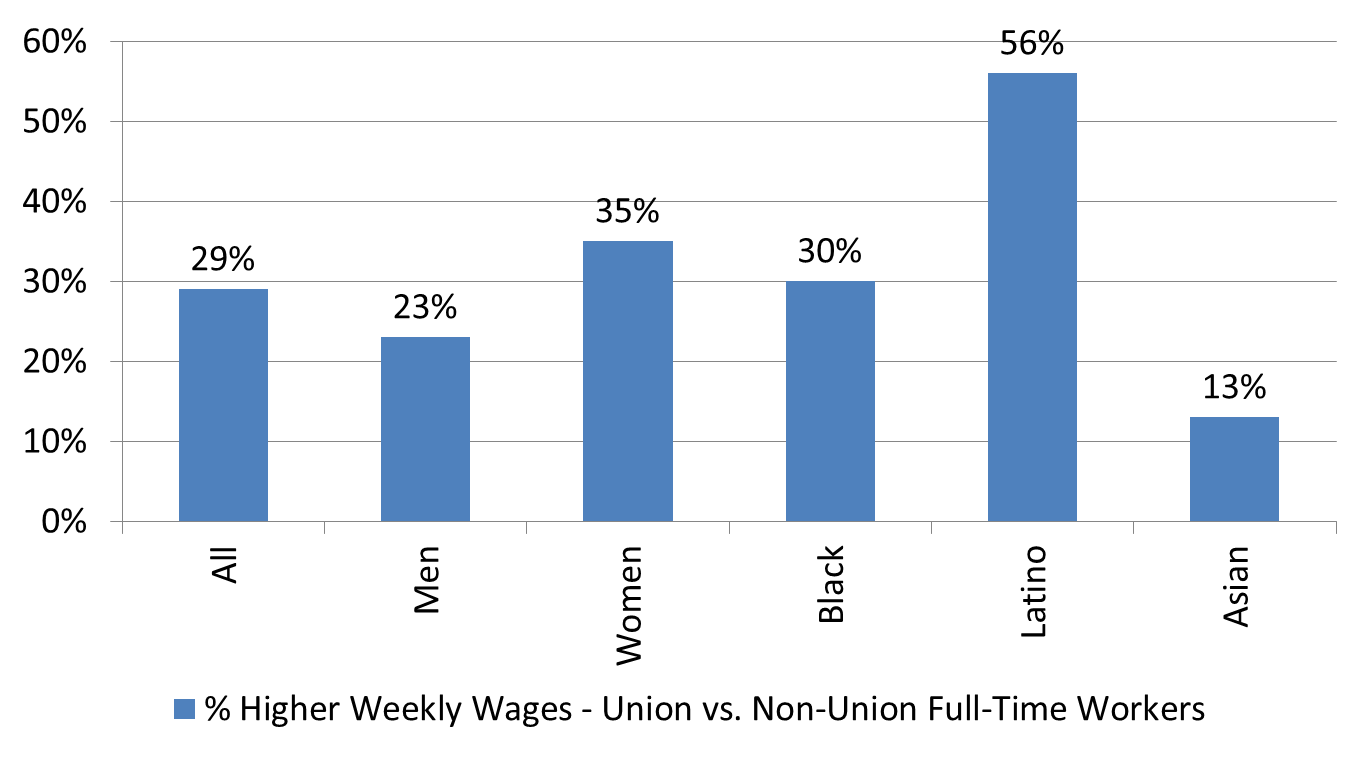 60%
50%
40%
30%
20%
10%
0%
29%
23%
35%
30%
56%
13%
All
Men
Women
Black
Latino
Asian
% Higher Weekly Wages - Union vs. Non-Union Full-Time Workers